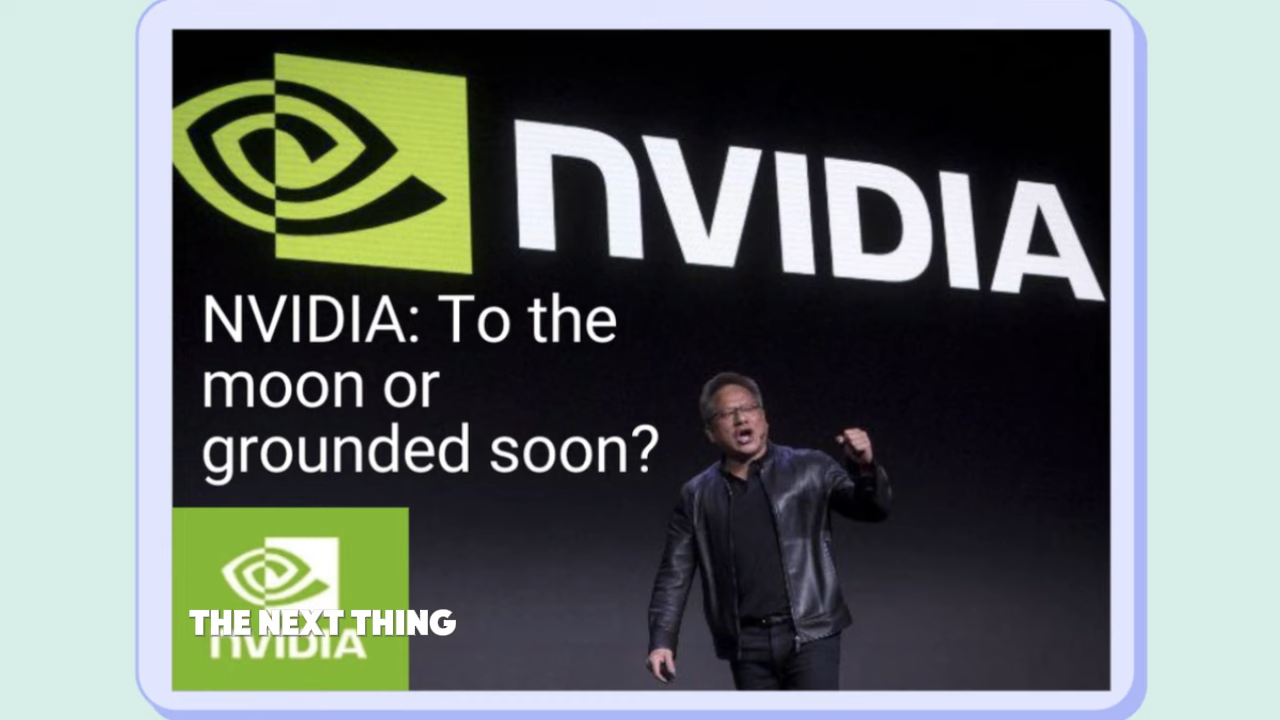 NVIDIA
NVIDIA: To the
moon or
grounded soon?
THE NEXT THING
NVIDIA